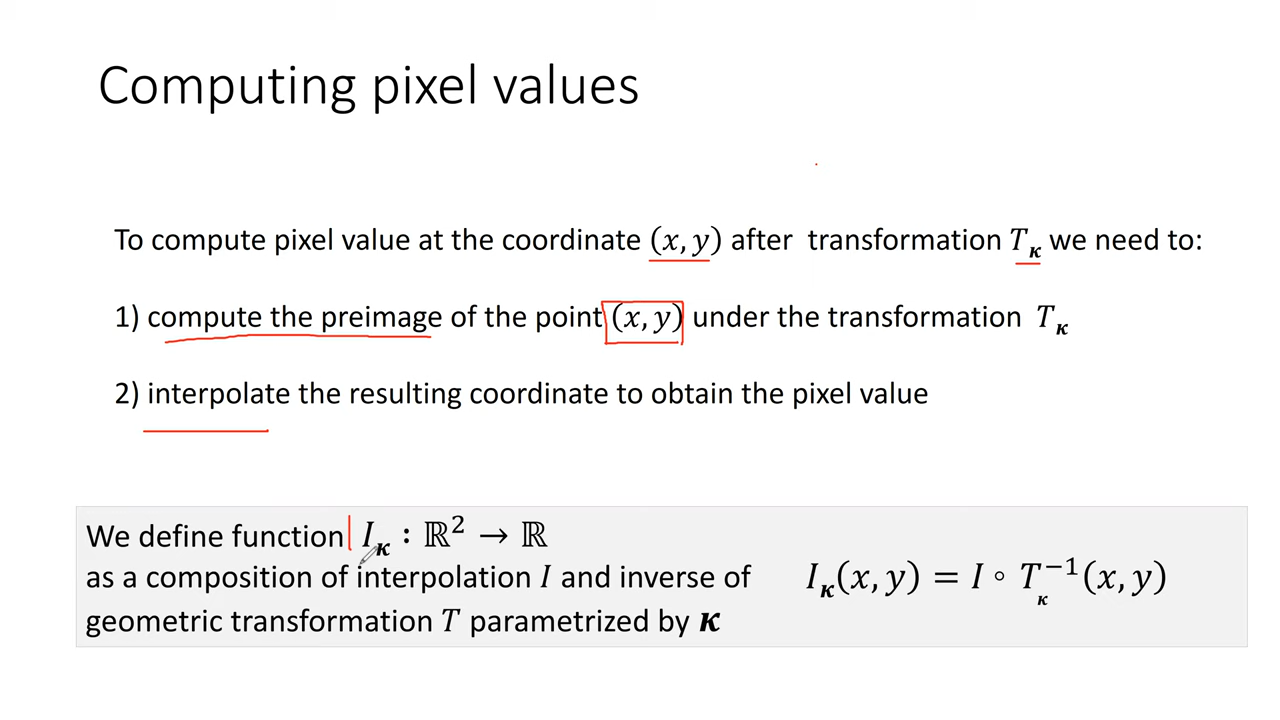 Computing pixel values
To compute pixel value at the coordinate (x, y) after transformation T_κ we need to:
1) compute the preimage of the point (x, y) under the transformation T_κ
2) interpolate the resulting coordinate to obtain the pixel value
We define function I_κ : ℝ² → ℝ
as a composition of interpolation I and inverse of
geometric transformation T parametrized by κ
I_κ(x, y) = I ∘ T_κ⁻¹(x, y)